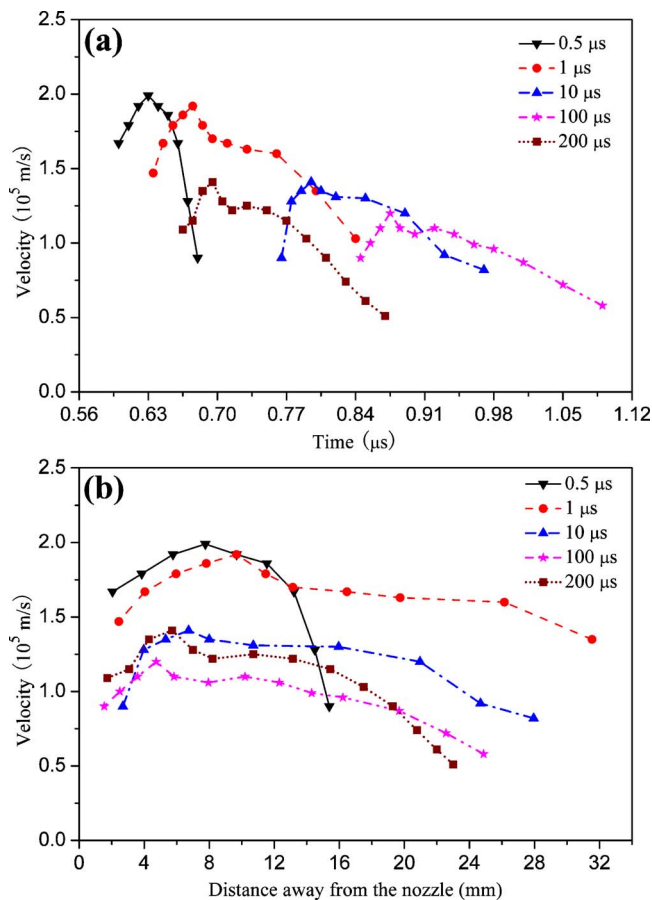 (a)
0.5 μs
1 μs
10 μs
100 μs
200 μs
2.5
2.0
1.5
1.0
0.5
0.0
Velocity (10⁵ m/s)
0.56 0.63 0.70 0.77 0.84 0.91 0.98 1.05 1.12
Time (μs)
(b)
0.5 μs
1 μs
10 μs
100 μs
200 μs
2.5
2.0
1.5
1.0
0.5
0.0
Velocity (10⁵ m/s)
0 4 8 12 16 20 24 28 32
Distance away from the nozzle (mm)